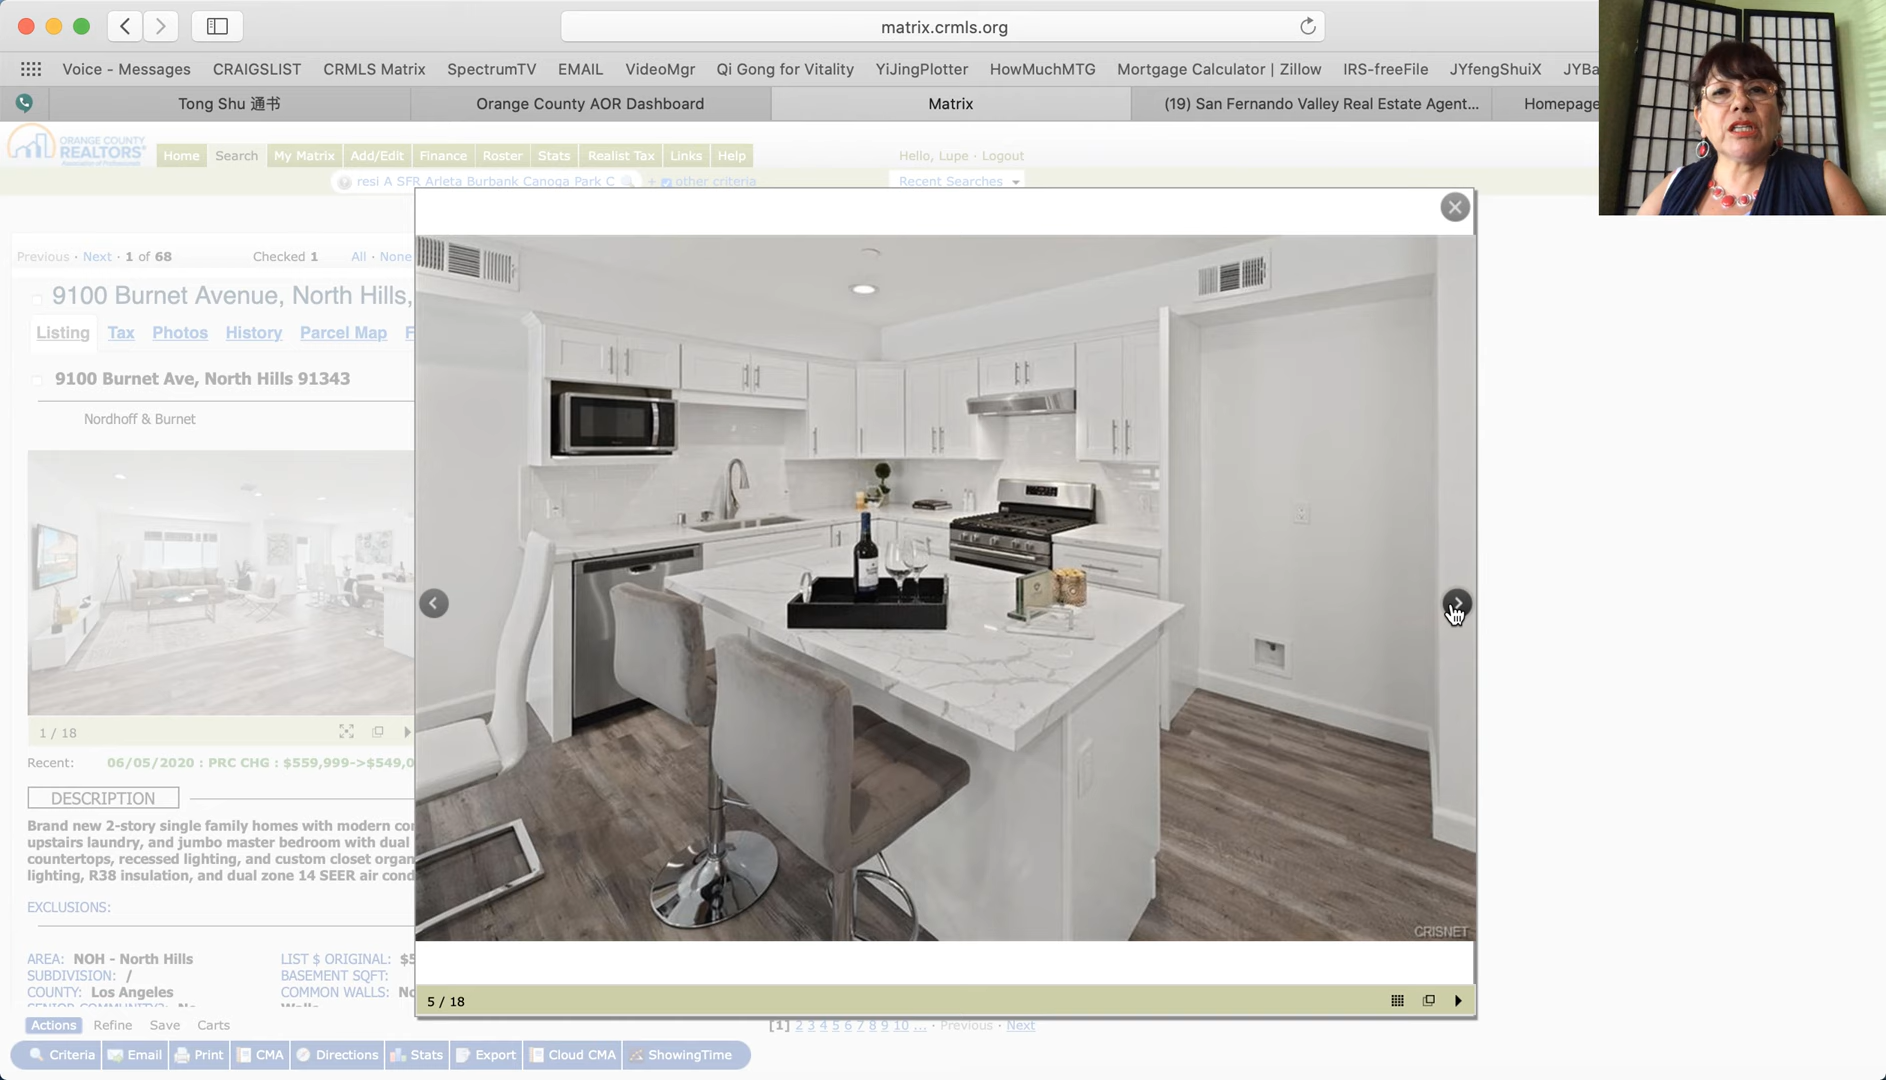 matrix.crmls.org
Voice - Messages CRAIGSLIST CRMLS Matrix SpectrumTV EMAIL VideoMgr Qi Gong for Vitality YiJingPlotter HowMuchMTG Mortgage Calculator | Zillow IRS-freeFile JYfengShuiX JYBa
Tong Shu 通书 Orange County AOR Dashboard Matrix (19) San Fernando Valley Real Estate Agent... Homepage
ORANGE COUNTY
REALTORS®
Home Search My Matrix Add/Edit Finance Roster Stats Realist Tax Links Help Hello, Lupe · Logout
resi A SFR Arleta Burbank Canoga Park C + other criteria Recent Searches
Previous · Next · 1 of 68 Checked 1 All · None
9100 Burnet Avenue, North Hills,
Listing Tax Photos History Parcel Map F
9100 Burnet Ave, North Hills 91343
Nordhoff & Burnet
1 / 18
Recent: 06/05/2020 : PRC CHG : $559,999->$549,0
DESCRIPTION
Brand new 2-story single family homes with modern cor
upstairs laundry, and jumbo master bedroom with dual
countertops, recessed lighting, and custom closet organ
lighting, R38 insulation, and dual zone 14 SEER air cond
EXCLUSIONS:
CRISNET
AREA: NOH - North Hills LIST $ ORIGINAL: $5
SUBDIVISION: / BASEMENT SQFT:
COUNTY: Los Angeles COMMON WALLS: No
5 / 18
Actions Refine Save Carts [1] 2 3 4 5 6 7 8 9 10 ... · Previous · Next
Criteria Email Print CMA Directions Stats Export Cloud CMA ShowingTime